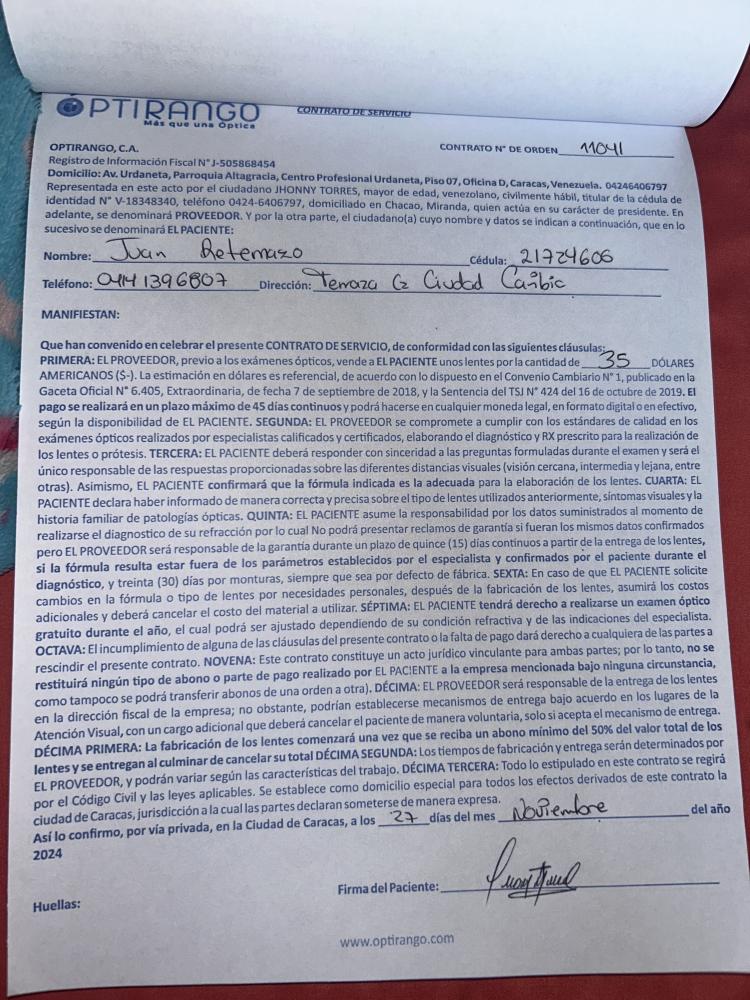 OPTIRANGO
Más que una Óptica
CONTRATO DE SERVICIO
OPTIRANGO, C.A.
CONTRATO N° DE ORDEN 11041
Registro de Información Fiscal N° J-505868454
Domicilio: Av. Urdaneta, Parroquia Altagracia, Centro Profesional Urdaneta, Piso 07, Oficina D, Caracas, Venezuela. 04246406797
Representada en este acto por el ciudadano JHONNY TORRES, mayor de edad, venezolano, civilmente hábil, titular de la cédula de
identidad N° V-18348340, teléfono 0424-6406797, domiciliado en Chacao, Miranda, quien actúa en su carácter de presidente. En
adelante, se denominará PROVEEDOR. Y por la otra parte, el ciudadano(a) cuyo nombre y datos se indican a continuación, que en lo
sucesivo se denominará EL PACIENTE:
Nombre: Juan Cédula: 21724606
Teléfono: 0414 1396807 Dirección: Terraza Ciudad
MANIFIESTAN:
Que han convenido en celebrar el presente CONTRATO DE SERVICIO, de conformidad con las siguientes cláusulas:
PRIMERA: EL PROVEEDOR, previo a los exámenes ópticos, vende a EL PACIENTE unos lentes por la cantidad de 35 DÓLARES
AMERICANOS ($-). La estimación en dólares es referencial, de acuerdo con lo dispuesto en el Convenio Cambiario N° 1, publicado en la
Gaceta Oficial N° 6.405, Extraordinaria, de fecha 7 de septiembre de 2018, y la Sentencia del TSJ N° 424 del 16 de octubre de 2019. El
pago se realizará en un plazo máximo de 45 días continuos y podrá hacerse en cualquier moneda legal, en formato digital o en efectivo,
según la disponibilidad de EL PACIENTE. SEGUNDA: EL PROVEEDOR se compromete a cumplir con los estándares de calidad en los
exámenes ópticos realizados por especialistas calificados y certificados, elaborando el diagnóstico y RX prescrito para la realización de
los lentes o prótesis. TERCERA: EL PACIENTE deberá responder con sinceridad a las preguntas formuladas durante el examen y será el
único responsable de las respuestas proporcionadas sobre las diferentes distancias visuales (visión cercana, intermedia y lejana, entre
otras). Asimismo, EL PACIENTE confirmará que la fórmula indicada es la adecuada para la elaboración de los lentes. CUARTA: EL
PACIENTE declara haber informado de manera correcta y precisa sobre el tipo de lentes utilizados anteriormente, síntomas visuales y la
historia familiar de patologías ópticas. QUINTA: EL PACIENTE asume la responsabilidad por los datos suministrados al momento de
realizarse el diagnostico de su refracción por lo cual No podrá presentar reclamos de garantía si fueran los mismos datos confirmados
pero EL PROVEEDOR será responsable de la garantía durante un plazo de quince (15) días continuos a partir de la entrega de los lentes,
si la fórmula resulta estar fuera de los parámetros establecidos por el especialista y confirmados por el paciente durante el
diagnóstico, y treinta (30) días por monturas, siempre que sea por defecto de fábrica. SEXTA: En caso de que EL PACIENTE solicite
cambios en la fórmula o tipo de lentes por necesidades personales, después de la fabricación de los lentes, asumirá los costos
adicionales y deberá cancelar el costo del material a utilizar. SÉPTIMA: EL PACIENTE tendrá derecho a realizarse un examen óptico
gratuito durante el año, el cual podrá ser ajustado dependiendo de su condición refractiva y de las indicaciones del especialista.
OCTAVA: El incumplimiento de alguna de las cláusulas del presente contrato o la falta de pago dará derecho a cualquiera de las partes a
rescindir el presente contrato. NOVENA: Este contrato constituye un acto jurídico vinculante para ambas partes; por lo tanto, no se
restituirá ningún tipo de abono o parte de pago realizado por EL PACIENTE a la empresa mencionada bajo ninguna circunstancia,
como tampoco se podrá transferir abonos de una orden a otra). DÉCIMA: EL PROVEEDOR será responsable de la entrega de los lentes
en la dirección fiscal de la empresa; no obstante, podrían establecerse mecanismos de entrega bajo acuerdo en los lugares de la
Atención Visual, con un cargo adicional que deberá cancelar el paciente de manera voluntaria, solo si acepta el mecanismo de entrega.
DÉCIMA PRIMERA: La fabricación de los lentes comenzará una vez que se reciba un abono mínimo del 50% del valor total de los
lentes y se entregan al culminar de cancelar su total DÉCIMA SEGUNDA: Los tiempos de fabricación y entrega serán determinados por
EL PROVEEDOR, y podrán variar según las características del trabajo. DÉCIMA TERCERA: Todo lo estipulado en este contrato se regirá
por el Código Civil y las leyes aplicables. Se establece como domicilio especial para todos los efectos derivados de este contrato la
ciudad de Caracas, jurisdicción a la cual las partes declaran someterse de manera expresa.
Así lo confirmo, por vía privada, en la Ciudad de Caracas, a los 27 días del mes Noviembre del año
2024
Firma del Paciente:
Huellas:
www.optirango.com